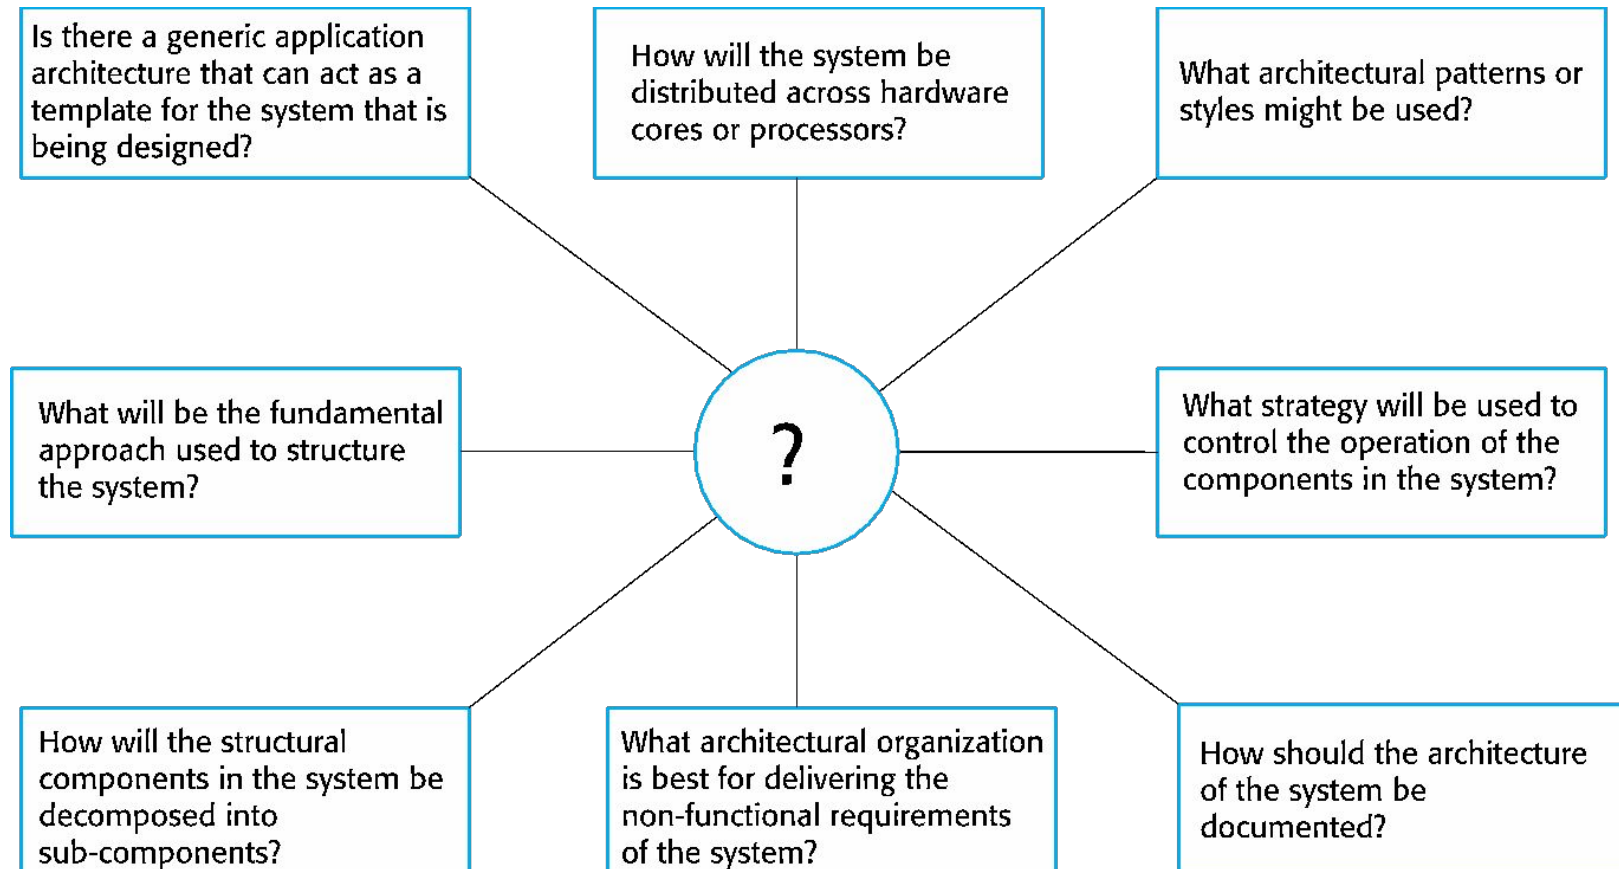 Is there a generic application
architecture that can act as a
template for the system that is
being designed?
How will the system be
distributed across hardware
cores or processors?
What architectural patterns or
styles might be used?
What will be the fundamental
approach used to structure
the system?
?
What strategy will be used to
control the operation of the
components in the system?
How will the structural
components in the system be
decomposed into
sub-components?
What architectural organization
is best for delivering the
non-functional requirements
of the system?
How should the architecture
of the system be
documented?